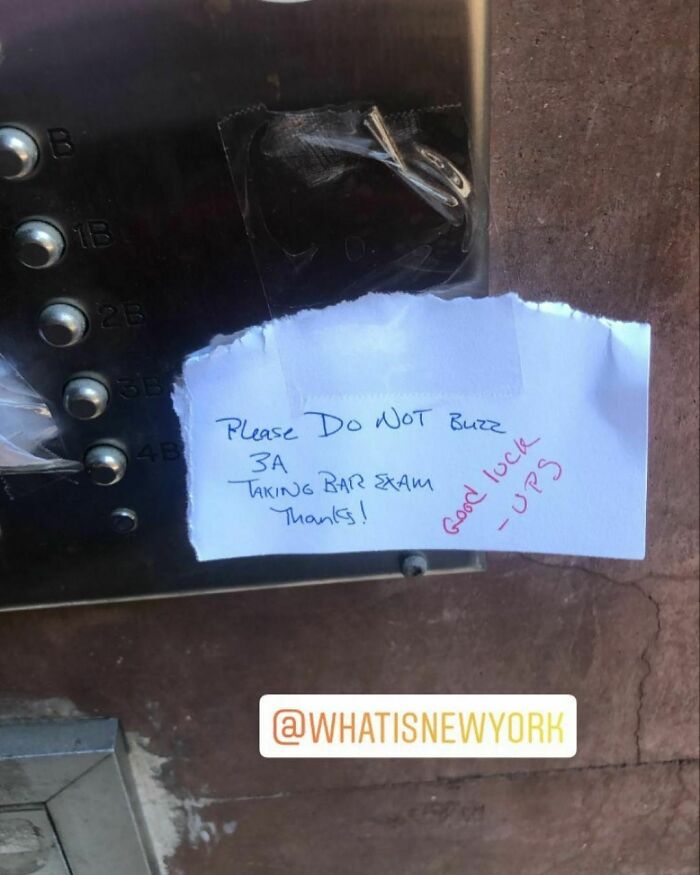 B
1B
2B
3B
4B
Please Do NOT Buzz
3A
TAKING BAR EXAM
Thanks!
Good luck
- UPS
@WHATISNEWYORK